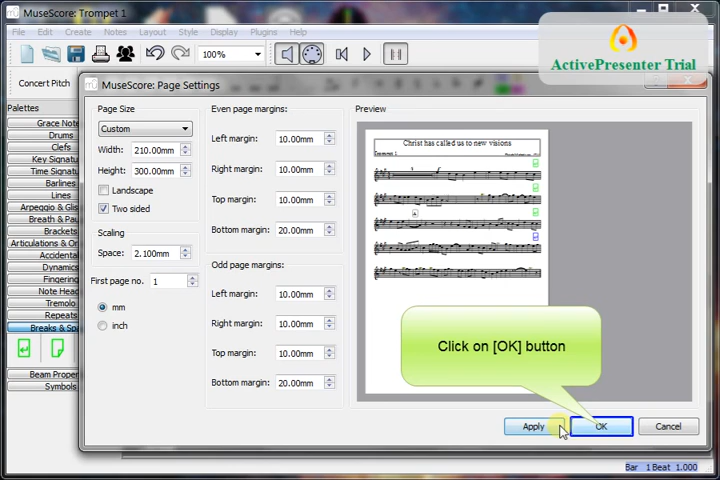 MuseScore: Trompet 1
File Edit Create Notes Layout Style Display Plugins Help
ActivePresenter Trial
100%
Concert Pitch
MuseScore: Page Settings
Palettes
Grace Note
Drums
Clefs
Key Signatu
Time Signatu
Barlines
Lines
Arpeggio & Glis
Breath & Pau
Brackets
Articulations & Orn
Accidental
Dynamics
Fingering
Note Head
Tremolo
Repeats
Breaks & Spa
Beam Proper
Symbols
Page Size
Custom
Width: 210.00mm
Height: 300.00mm
Landscape
Two sided
Scaling
Space: 2.100mm
First page no. 1
mm
inch
Even page margins:
Left margin: 10.00mm
Right margin: 10.00mm
Top margin: 10.00mm
Bottom margin: 20.00mm
Odd page margins:
Left margin: 10.00mm
Right margin: 10.00mm
Top margin: 10.00mm
Bottom margin: 20.00mm
Preview
Christ has called us to new visions
Trompet 1
A
Click on [OK] button
Apply OK Cancel
Bar 1 Beat 1.000